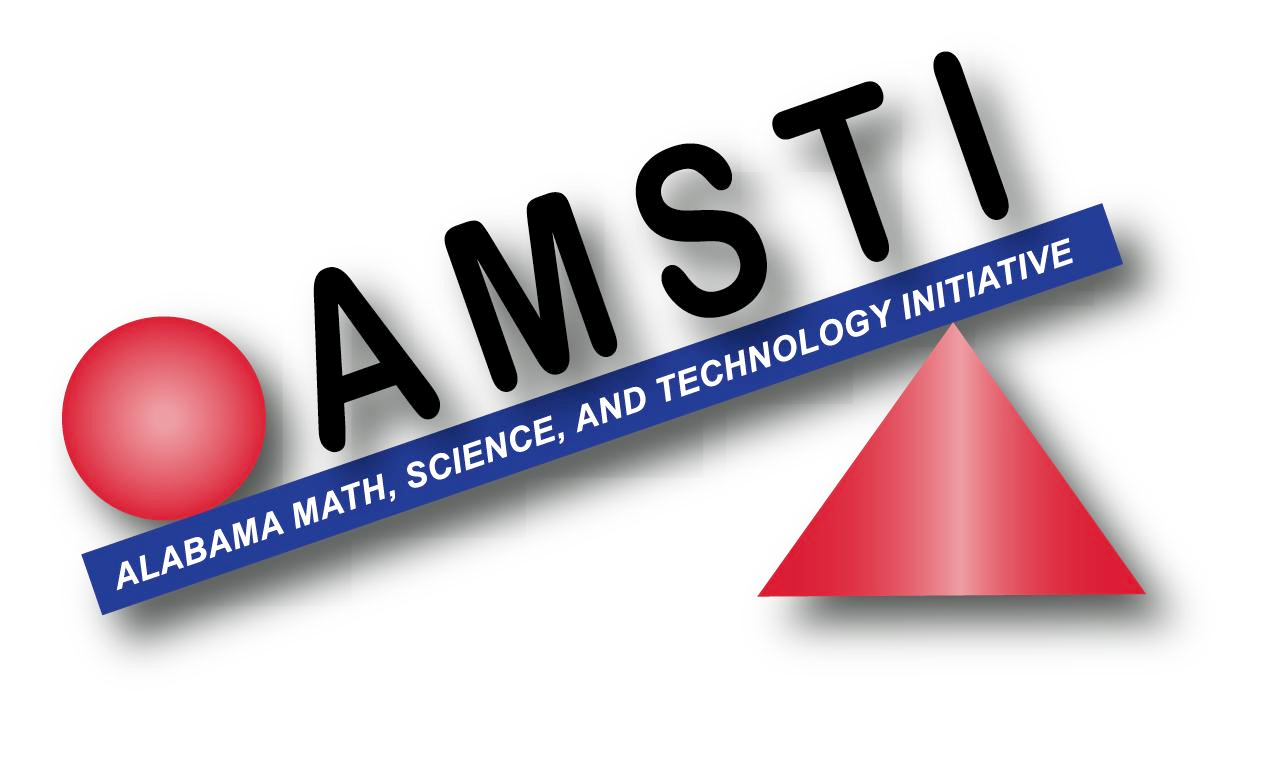 AMSTI
ALABAMA MATH, SCIENCE, AND TECHNOLOGY INITIATIVE